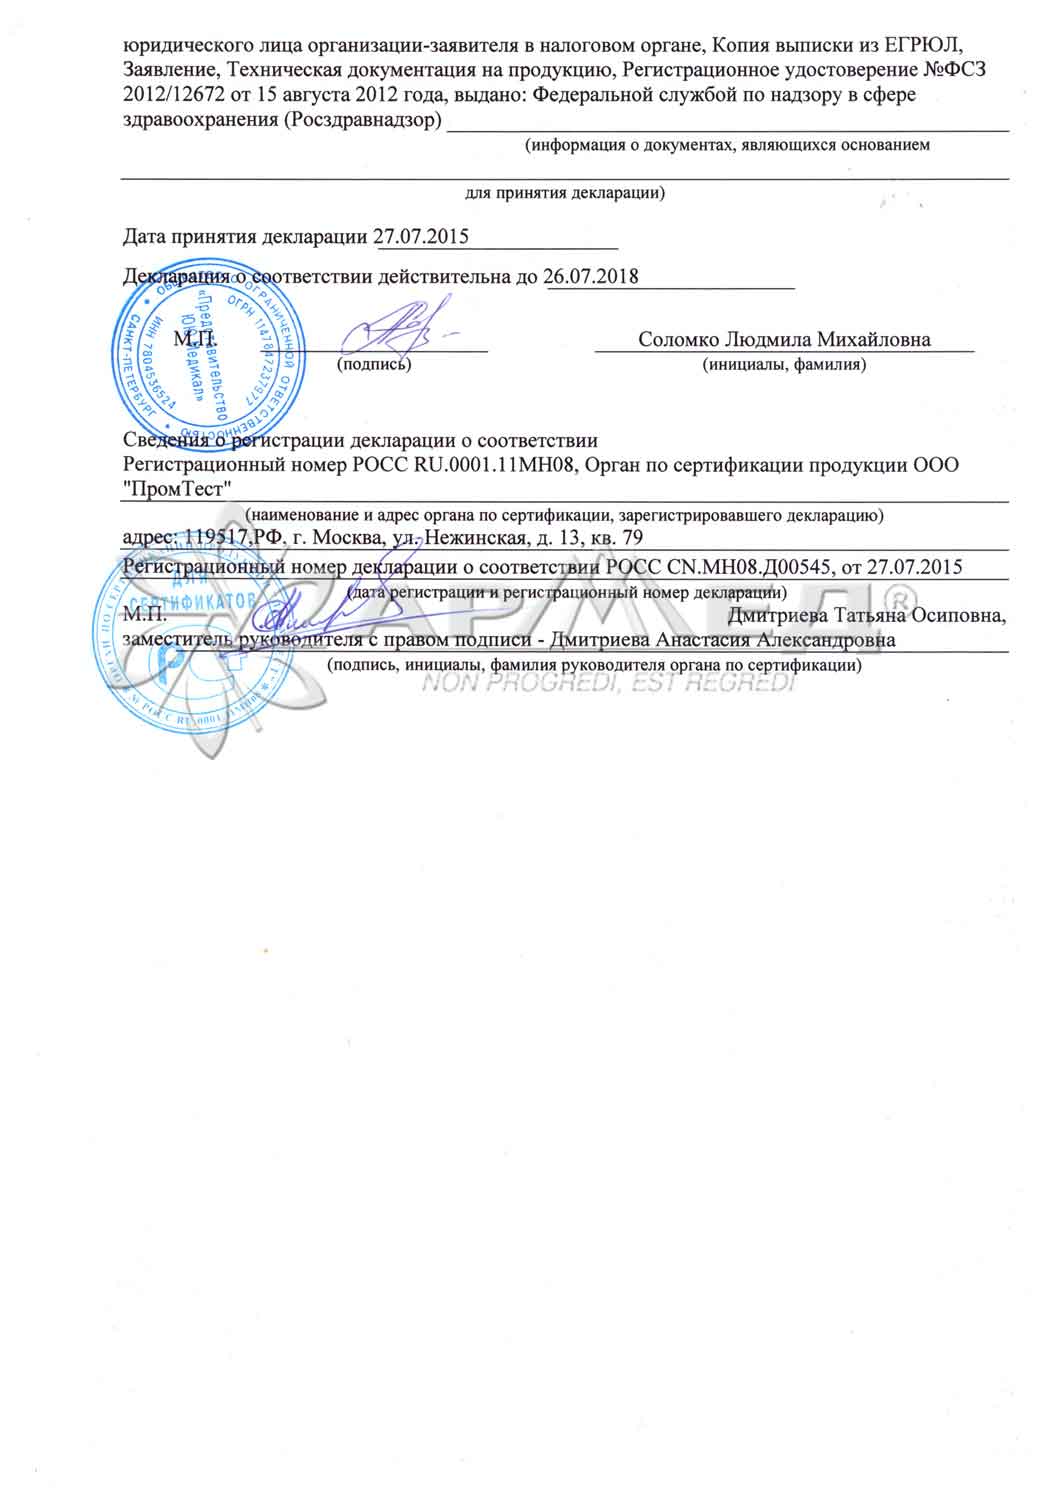 юридического лица организации-заявителя в налоговом органе, Копия выписки из ЕГРЮЛ,
Заявление, Техническая документация на продукцию, Регистрационное удостоверение №ФСЗ
2012/12672 от 15 августа 2012 года, выдано: Федеральной службой по надзору в сфере
здравоохранения (Росздравнадзор)
(информация о документах, являющихся основанием
для принятия декларации)
Дата принятия декларации 27.07.2015
Декларация о соответствии действительна до 26.07.2018
ОБЩЕСТВО С ОГРАНИЧЕННОЙ ОТВЕТСТВЕННОСТЬЮ
САНКТ-ПЕТЕРБУРГ
ОГРН 1147847237977
ИНН 7804536524
«Представительство
Медикал»
М.П.
Соломко Людмила Михайловна
(подпись)
(инициалы, фамилия)
Сведения о регистрации декларации о соответствии
Регистрационный номер РОСС RU.0001.11МН08, Орган по сертификации продукции ООО
"ПромТест"
(наименование и адрес органа по сертификации, зарегистрировавшего декларацию)
адрес: 119517,РФ, г. Москва, ул. Нежинская, д. 13, кв. 79
Регистрационный номер декларации о соответствии РОСС CN.МН08.Д00545, от 27.07.2015
(дата регистрации и регистрационный номер декларации)
ДЛЯ
СЕРТИФИКАТОВ
М.П.
Дмитриева Татьяна Осиповна,
заместитель руководителя с правом подписи - Дмитриева Анастасия Александровна
(подпись, инициалы, фамилия руководителя органа по сертификации)
АРМЕД®
NON PROGREDI, EST REGREDI